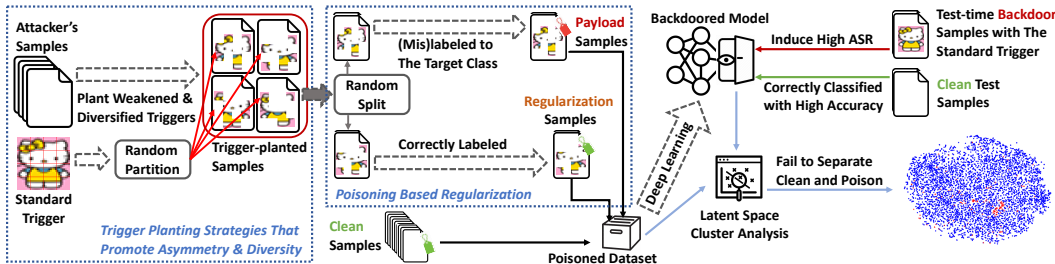 Attacker's
Samples
Plant Weakened &
Diversified Triggers
Standard
Trigger
Random
Partition
Trigger-planted
Samples
Trigger Planting Strategies That
Promote Asymmetry & Diversity
Random
Split
(Mis)labeled to
The Target Class
Payload
Samples
Correctly Labeled
Regularization
Samples
Poisoning Based Regularization
Clean
Samples
Poisoned Dataset
Deep Learning
Backdoored Model
Induce High ASR
Correctly Classified
with High Accuracy
Test-time Backdoor
Samples with The
Standard Trigger
Clean Test
Samples
Latent Space
Cluster Analysis
Fail to Separate
Clean and Poison